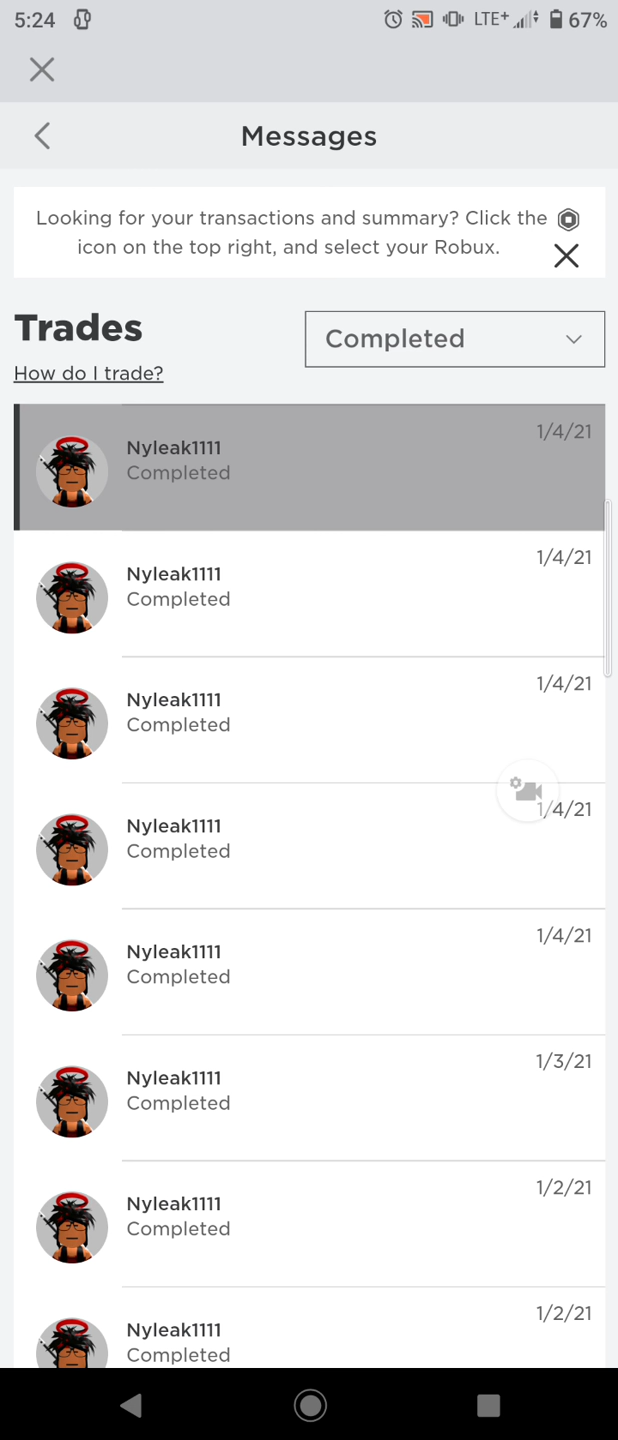 5:24
LTE+
67%
Messages
Looking for your transactions and summary? Click the
icon on the top right, and select your Robux.
Trades
Completed
How do I trade?
1/4/21
Nyleak1111
Completed
1/4/21
Nyleak1111
Completed
1/4/21
Nyleak1111
Completed
1/4/21
Nyleak1111
Completed
1/4/21
Nyleak1111
Completed
1/3/21
Nyleak1111
Completed
1/2/21
Nyleak1111
Completed
1/2/21
Nyleak1111
Completed